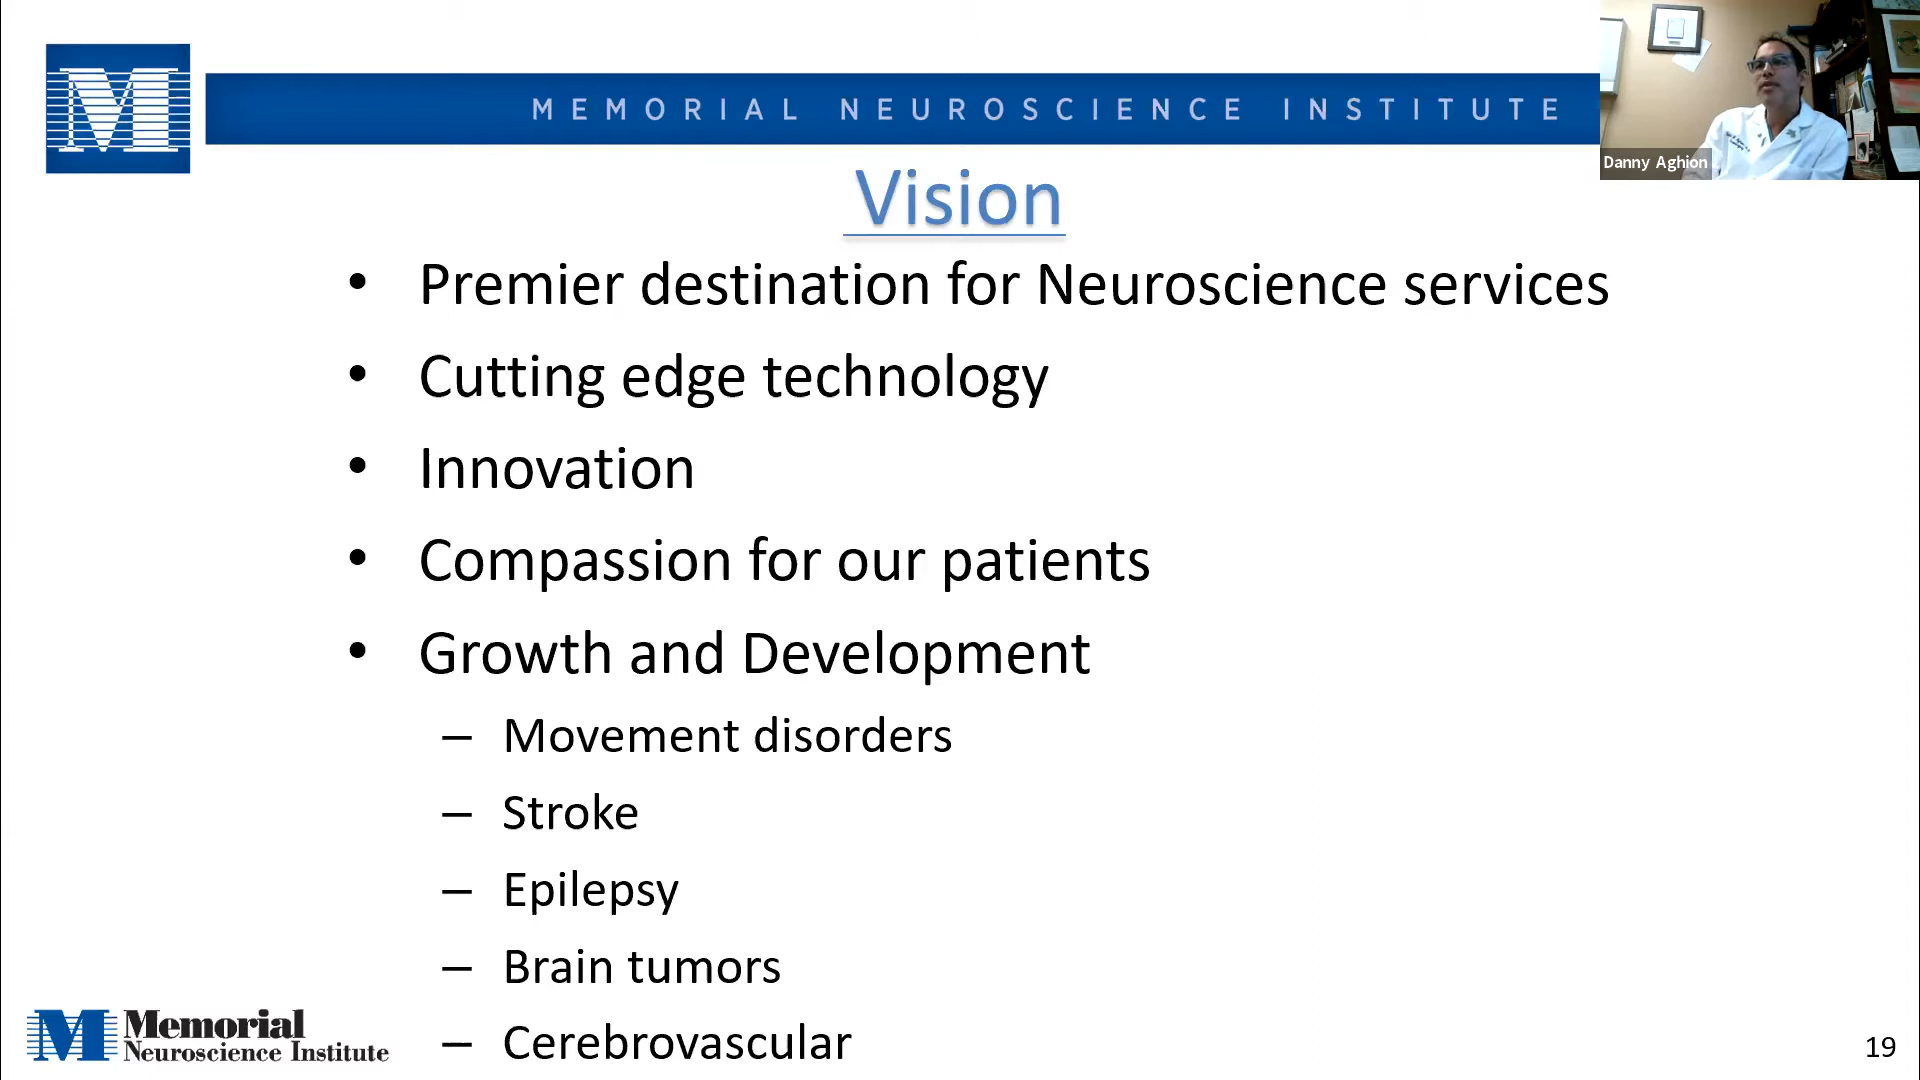 MEMORIAL NEUROSCIENCE INSTITUTE
Danny Aghion
Vision
• Premier destination for Neuroscience services
• Cutting edge technology
• Innovation
• Compassion for our patients
• Growth and Development
– Movement disorders
– Stroke
– Epilepsy
– Brain tumors
– Cerebrovascular
M Memorial
Neuroscience Institute
19